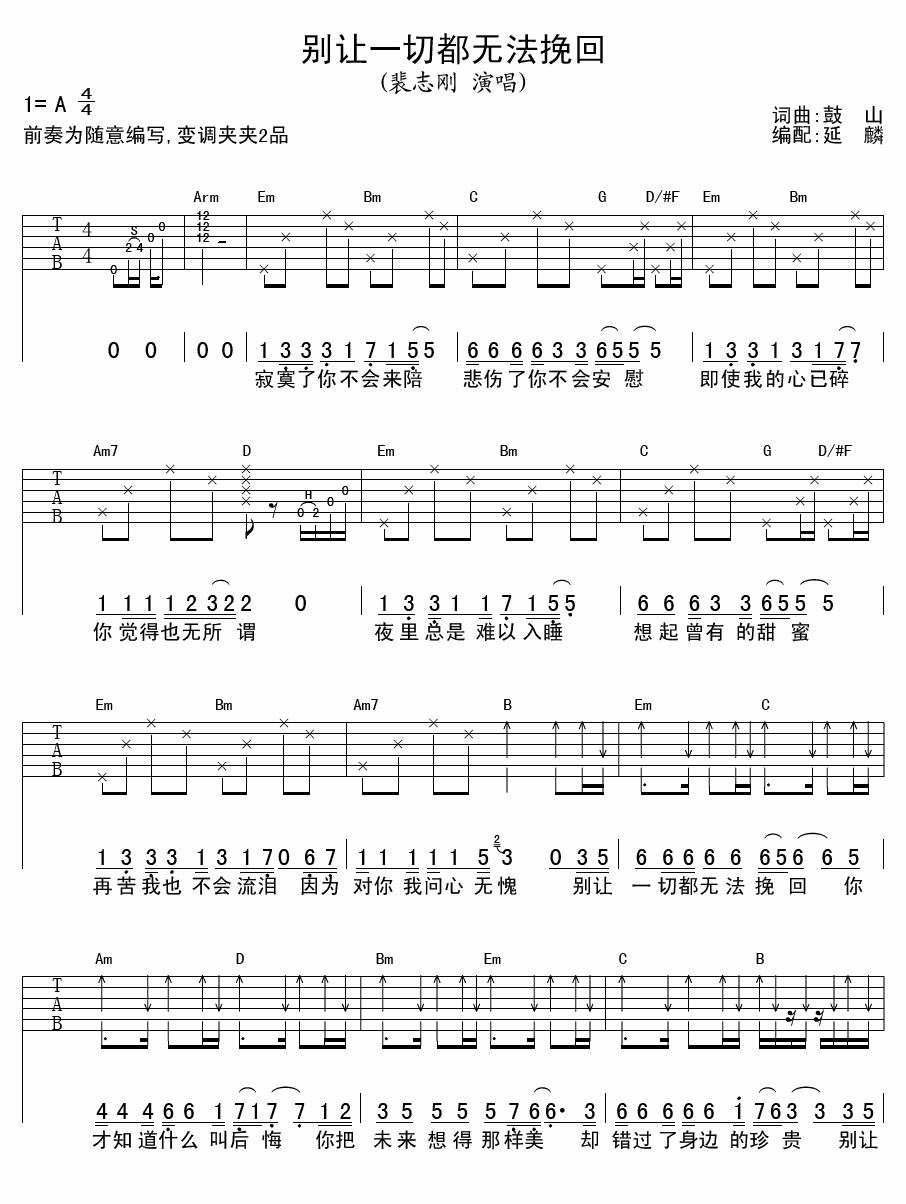 别让一切都无法挽回
(裴志刚 演唱)
1= A 4/4
前奏为随意编写,变调夹夹2品
词曲:鼓 山
编配:延 麟
Arm Em Bm C G D/#F Em Bm
T A B 4 4 0 2 4 S 0 0 12 12 12
0 0 0 0 1 3 3 3 1 7 1 5 5 6 6 6 6 3 3 6 5 5 5 1 3 3 1 3 1 7 7
寂寞了你不会来陪 悲伤了你不会安 慰 即使我的心已碎
Am7 D Em Bm C G D/#F
T A B H 0 2 0 0
1 1 1 1 2 3 2 2 0 1 3 3 1 1 7 1 5 5 6 6 6 3 3 6 5 5 5
你 觉得也无所 谓 夜里总是 难以入睡 想起曾有 的甜 蜜
Em Bm Am7 B Em C
T A B
1 3 3 3 1 3 1 7 0 6 7 1 1 1 1 1 5 2 3 0 3 5 6 6 6 6 6 6 5 6 6 5
再苦我也 不会流泪 因为 对你我问心 无愧 别让 一切都无法 挽 回 你
Am D Bm Em C B
T A B
4 4 4 6 6 1 7 1 7 7 1 2 3 5 5 5 5 7 6 6· 3 6 6 6 6 6 1 7 6 3 3 3 5
才知道什么 叫后 悔 你把 未来想得那样美 却 错过了身边 的珍 贵 别让